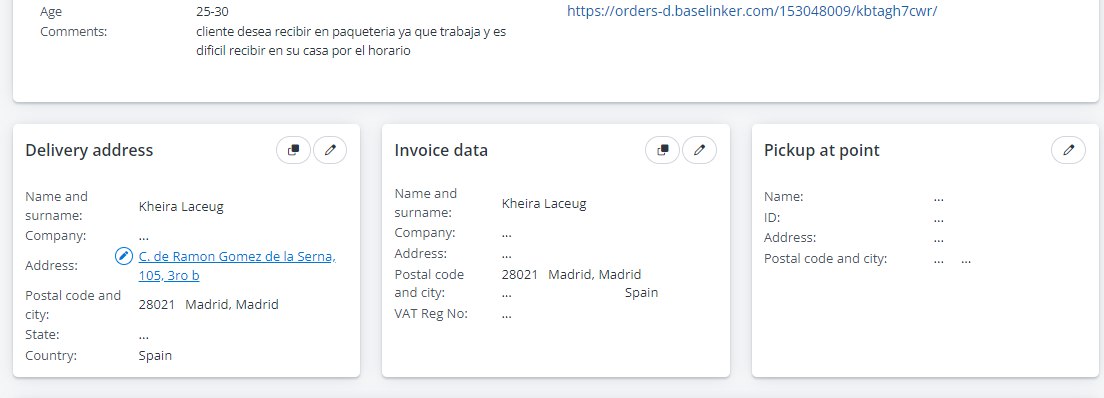 Age 25-30 https://orders-d.baselinker.com/153048009/kbtagh7cwr/
Comments: cliente desea recibir en paqueteria ya que trabaja y es
dificil recibir en su casa por el horario
Delivery address
Name and surname: Kheira Laceug
Company: ...
Address: C. de Ramon Gomez de la Serna,
105, 3ro b
Postal code and city: 28021 Madrid, Madrid
State: ...
Country: Spain
Invoice data
Name and surname: Kheira Laceug
Company: ...
Address: ...
Postal code and city: 28021 Madrid, Madrid
... Spain
VAT Reg No: ...
Pickup at point
Name: ...
ID: ...
Address: ...
Postal code and city: ... ...